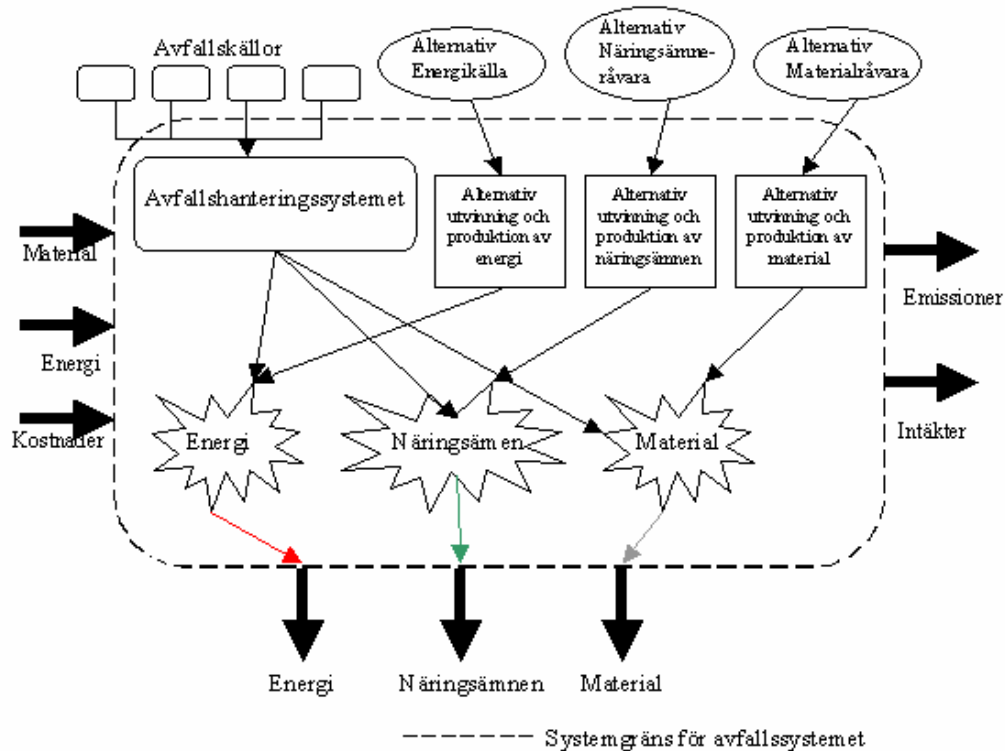 Avfallskällor
Alternativ
Energikälla
Alternativ
Näringsämne-
råvara
Alternativ
Materialråvara
Avfallshanteringssystemet
Alternativ
utvinning och
produktion av
energi
Alternativ
utvinning och
produktion av
näringsämnen
Alternativ
utvinning och
produktion av
material
Material
Energi
Kostnader
Emissioner
Intäkter
Energi
Näringsämen
Material
Energi
Näringsämnen
Material
Systemgräns för avfallssystemet